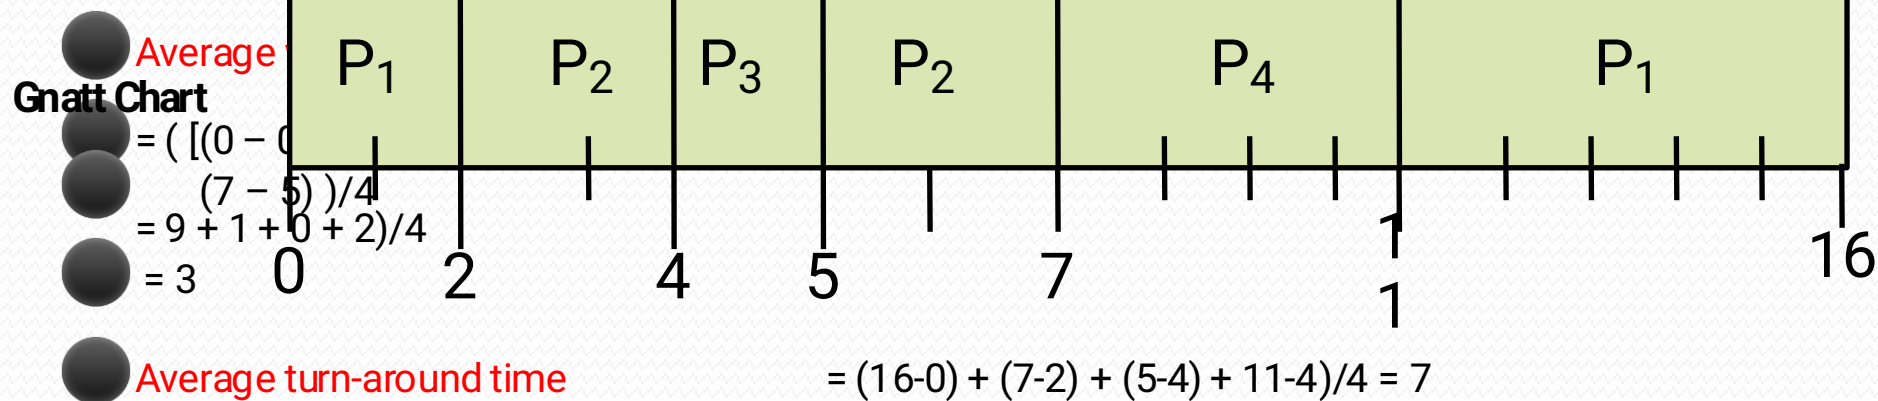 Average
P1 P2 P3 P2 P4 P1
Gnatt Chart
= ( [(0 – 0
(7 – 5) )/4
= 9 + 1 + 0 + 2)/4
= 3
0 2 4 5 7 11 16
Average turn-around time = (16-0) + (7-2) + (5-4) + 11-4)/4 = 7